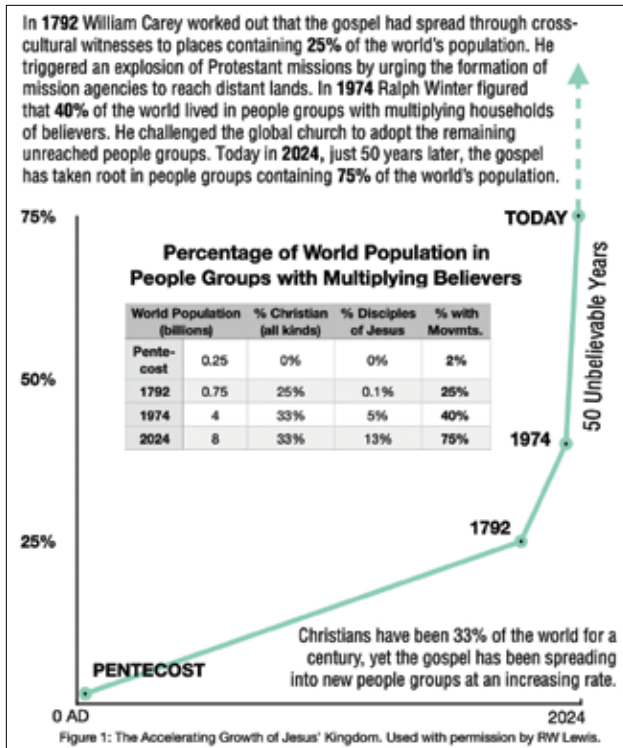 In 1792 William Carey worked out that the gospel had spread through cross-
cultural witnesses to places containing 25% of the world's population. He
triggered an explosion of Protestant missions by urging the formation of
mission agencies to reach distant lands. In 1974 Ralph Winter figured
that 40% of the world lived in people groups with multiplying households
of believers. He challenged the global church to adopt the remaining
unreached people groups. Today in 2024, just 50 years later, the gospel
has taken root in people groups containing 75% of the world's population.
75%
TODAY
Percentage of World Population in
People Groups with Multiplying Believers
World Population % Christian % Disciples % with
(billions) (all kinds) of Jesus Movmts.
Pente-
cost 0.25 0% 0% 2%
1792 0.75 25% 0.1% 25%
1974 4 33% 5% 40%
2024 8 33% 13% 75%
50%
50 Unbelievable Years
1974
1792
25%
Christians have been 33% of the world for a
century, yet the gospel has been spreading
into new people groups at an increasing rate.
PENTECOST
0 AD 2024
Figure 1: The Accelerating Growth of Jesus' Kingdom. Used with permission by RW Lewis.